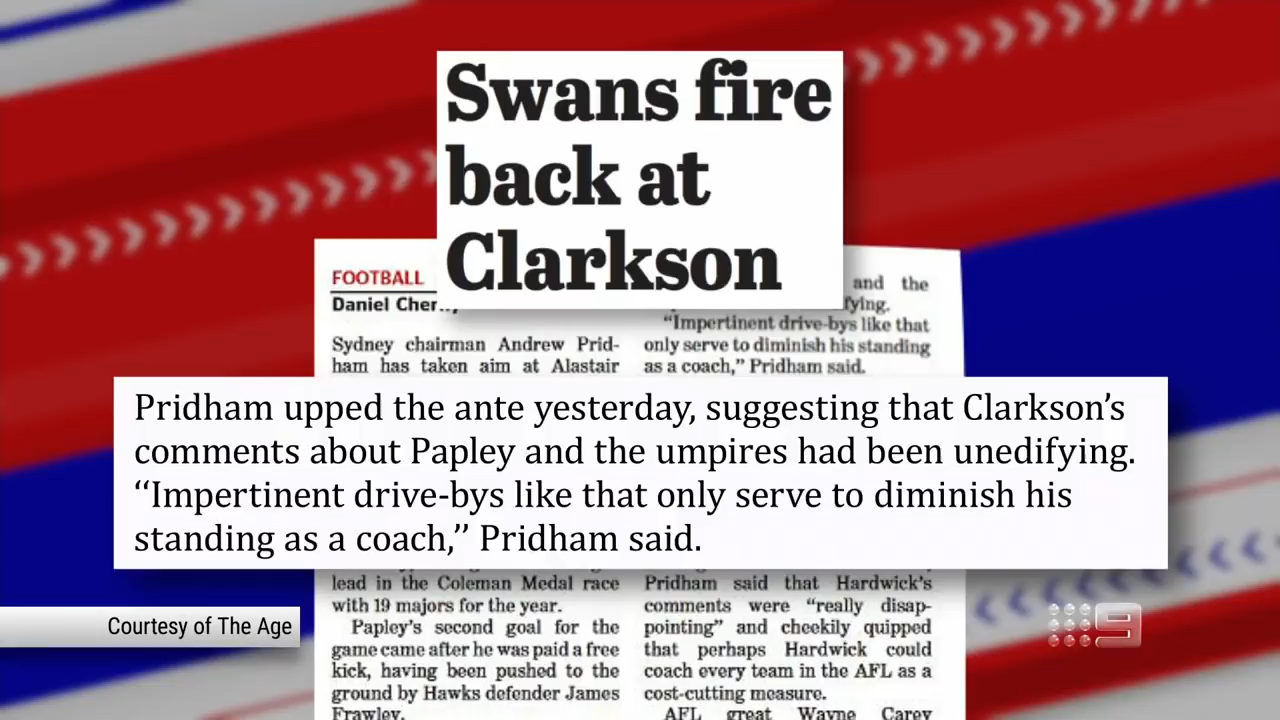 Swans fire
back at
Clarkson
FOOTBALL
Daniel
Sydney chairman Andrew Prid-
ham has taken aim at Alastair
and the
fying.
“Impertinent drive-bys like that
only serve to diminish his standing
as a coach,” Pridham said.
Pridham upped the ante yesterday, suggesting that Clarkson’s
comments about Papley and the umpires had been unedifying.
‘‘Impertinent drive-bys like that only serve to diminish his
standing as a coach,’’ Pridham said.
lead in the Coleman Medal race
with 19 majors for the year.
Papley's second goal for the
game came after he was paid a free
kick, having been pushed to the
ground by Hawks defender James
Frawley.
Pridham said that Hardwick's
comments were “really disap-
pointing” and cheekily quipped
that perhaps Hardwick could
coach every team in the AFL as a
cost-cutting measure.
AFL great Wayne Carey
Courtesy of The Age
9